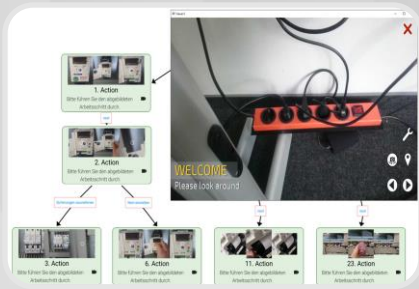 1. Action
Bitte führen Sie den abgebildeten
Arbeitsschritt durch
2. Action
Bitte führen Sie den abgebildeten
Arbeitsschritt durch
WELCOME
Please look around
3. Action
Bitte führen Sie den abgebildeten
Arbeitsschritt durch
6. Action
Bitte führen Sie den abgebildeten
Arbeitsschritt durch
11. Action
Bitte führen Sie den abgebildeten
Arbeitsschritt durch
23. Action
Bitte führen Sie den abgebildeten
Arbeitsschritt durch